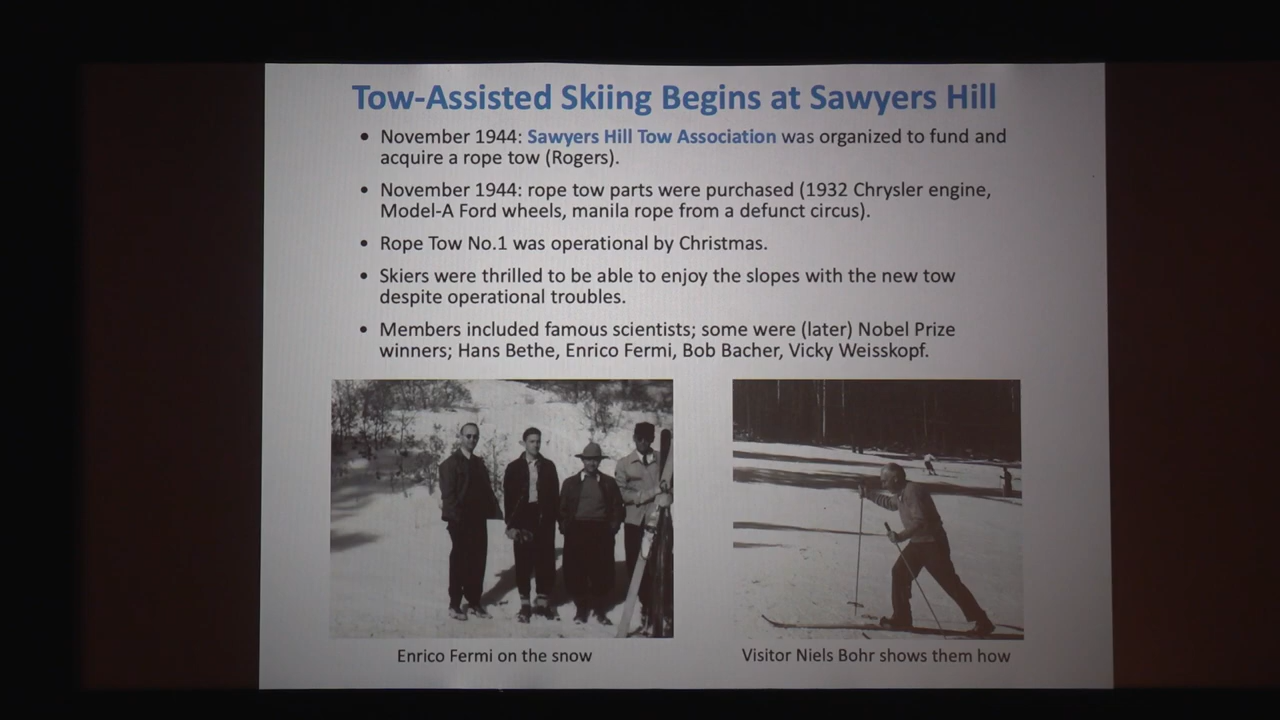 Tow-Assisted Skiing Begins at Sawyers Hill
• November 1944: Sawyers Hill Tow Association was organized to fund and
acquire a rope tow (Rogers).
• November 1944: rope tow parts were purchased (1932 Chrysler engine,
Model-A Ford wheels, manila rope from a defunct circus).
• Rope Tow No.1 was operational by Christmas.
• Skiers were thrilled to be able to enjoy the slopes with the new tow
despite operational troubles.
• Members included famous scientists; some were (later) Nobel Prize
winners; Hans Bethe, Enrico Fermi, Bob Bacher, Vicky Weisskopf.
Enrico Fermi on the snow
Visitor Niels Bohr shows them how